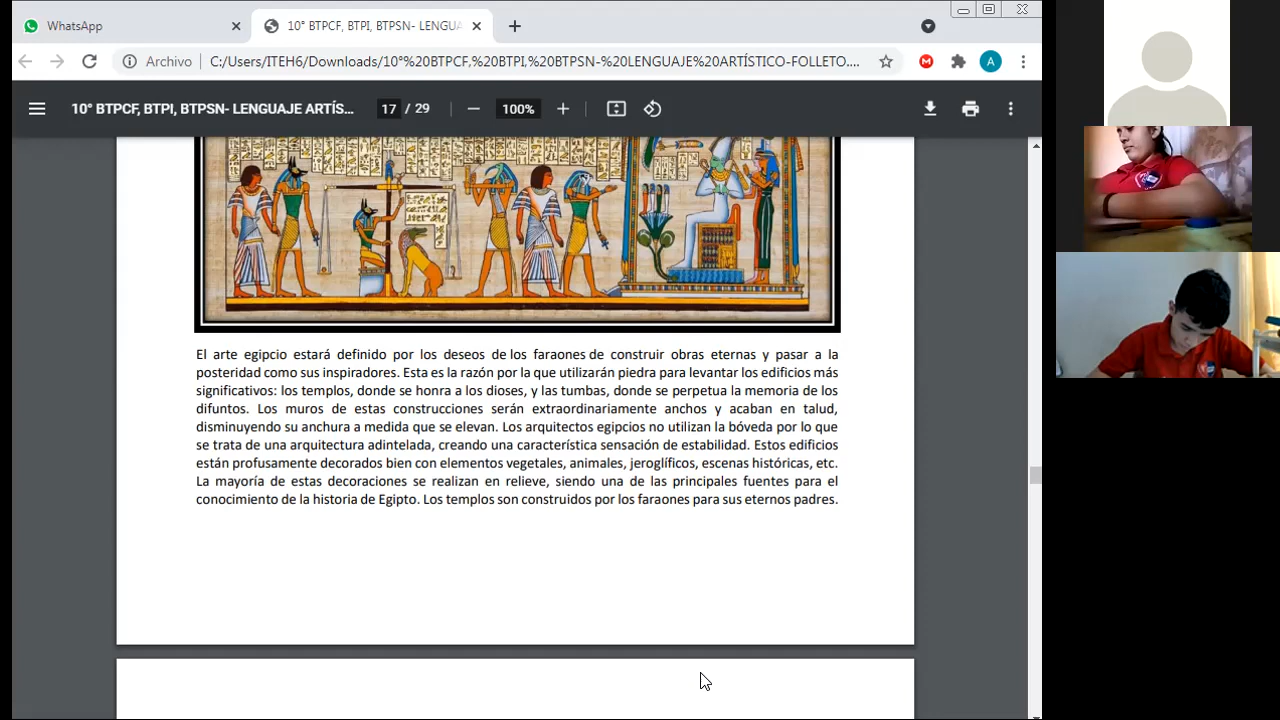 WhatsApp
10° BTPCF, BTPI, BTPSN- LENGUA
Archivo
C:/Users/ITEH6/Downloads/10°%20BTPCF,%20BTPI.%20BTPSN-%20LENGUAJE%20ARTÍSTICO-FOLLETO....
M
A
10° BTPCF, BTPI, BTPSN- LENGUAJE ARTÍS...
17 / 29
100%
El arte egipcio estará definido por los deseos de los faraones de construir obras eternas y pasar a la
posteridad como sus inspiradores. Esta es la razón por la que utilizarán piedra para levantar los edificios más
significativos: los templos, donde se honra a los dioses, y las tumbas, donde se perpetua la memoria de los
difuntos. Los muros de estas construcciones serán extraordinariamente anchos y acaban en talud,
disminuyendo su anchura a medida que se elevan. Los arquitectos egipcios no utilizan la bóveda por lo que
se trata de una arquitectura adintelada, creando una característica sensación de estabilidad. Estos edificios
están profusamente decorados bien con elementos vegetales, animales, jeroglíficos, escenas históricas, etc.
La mayoría de estas decoraciones se realizan en relieve, siendo una de las principales fuentes para el
conocimiento de la historia de Egipto. Los templos son construidos por los faraones para sus eternos padres.